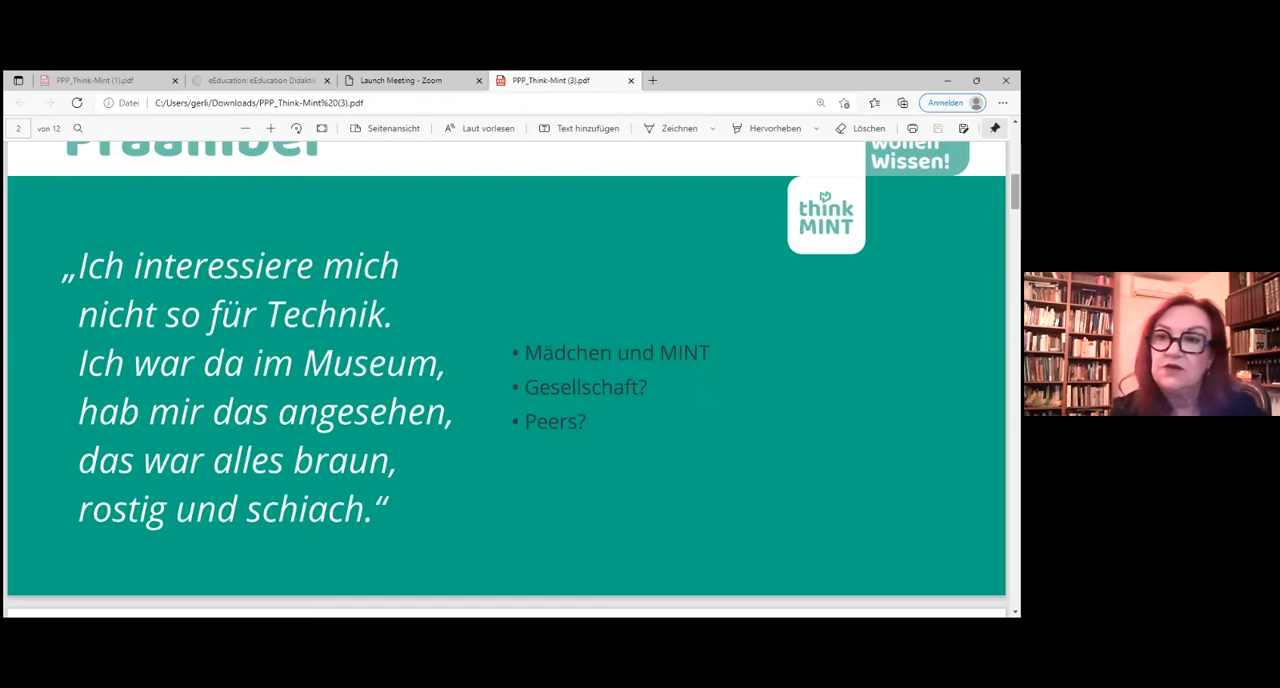 PPP_Think-Mint (1).pdf
eEducation: eEducation Didaktik
Launch Meeting - Zoom
PPP_Think-Mint (3).pdf
Datei
C:/Users/gerli/Downloads/PPP_Think-Mint%20(3).pdf
Anmelden
2
von 12
Seitenansicht
Laut vorlesen
Text hinzufügen
Zeichnen
Hervorheben
Löschen
Präambel
wollen
Wissen!
think
MINT
„Ich interessiere mich
nicht so für Technik.
Ich war da im Museum,
hab mir das angesehen,
das war alles braun,
rostig und schiach.“
• Mädchen und MINT
• Gesellschaft?
• Peers?